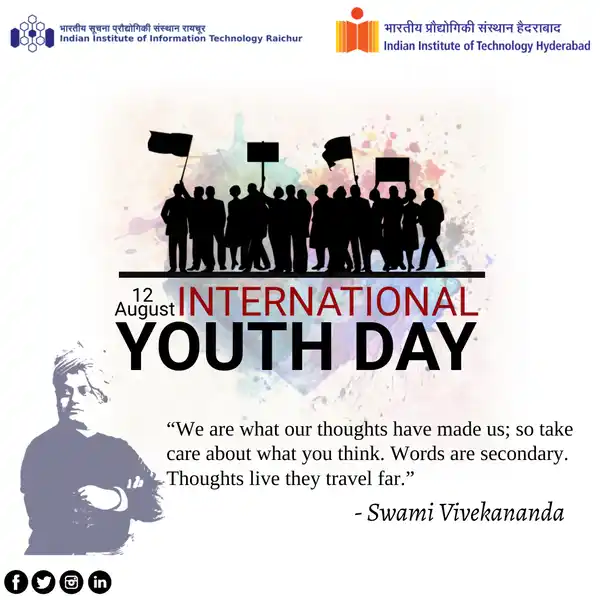 भारतीय सूचना प्रौद्योगिकी संस्थान रायचूर
Indian Institute of Information Technology Raichur
भारतीय प्रौद्योगिकी संस्थान हैदराबाद
Indian Institute of Technology Hyderabad
12
August
INTERNATIONAL
YOUTH DAY
“We are what our thoughts have made us; so take
care about what you think. Words are secondary.
Thoughts live they travel far.”
- Swami Vivekananda